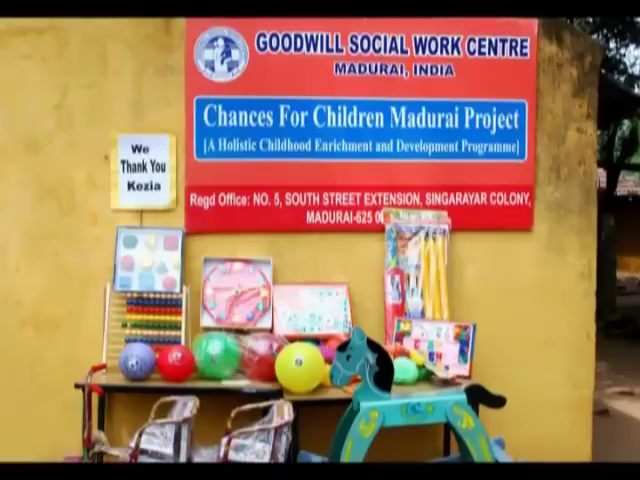 GOODWILL SOCIAL WORK CENTRE
MADURAI, INDIA
Chances For Children Madurai Project
[A Holistic Childhood Enrichment and Development Programme]
Regd Office: NO. 5, SOUTH STREET EXTENSION, SINGARAYAR COLONY,
MADURAI-625 0
We
Thank You
Kezia